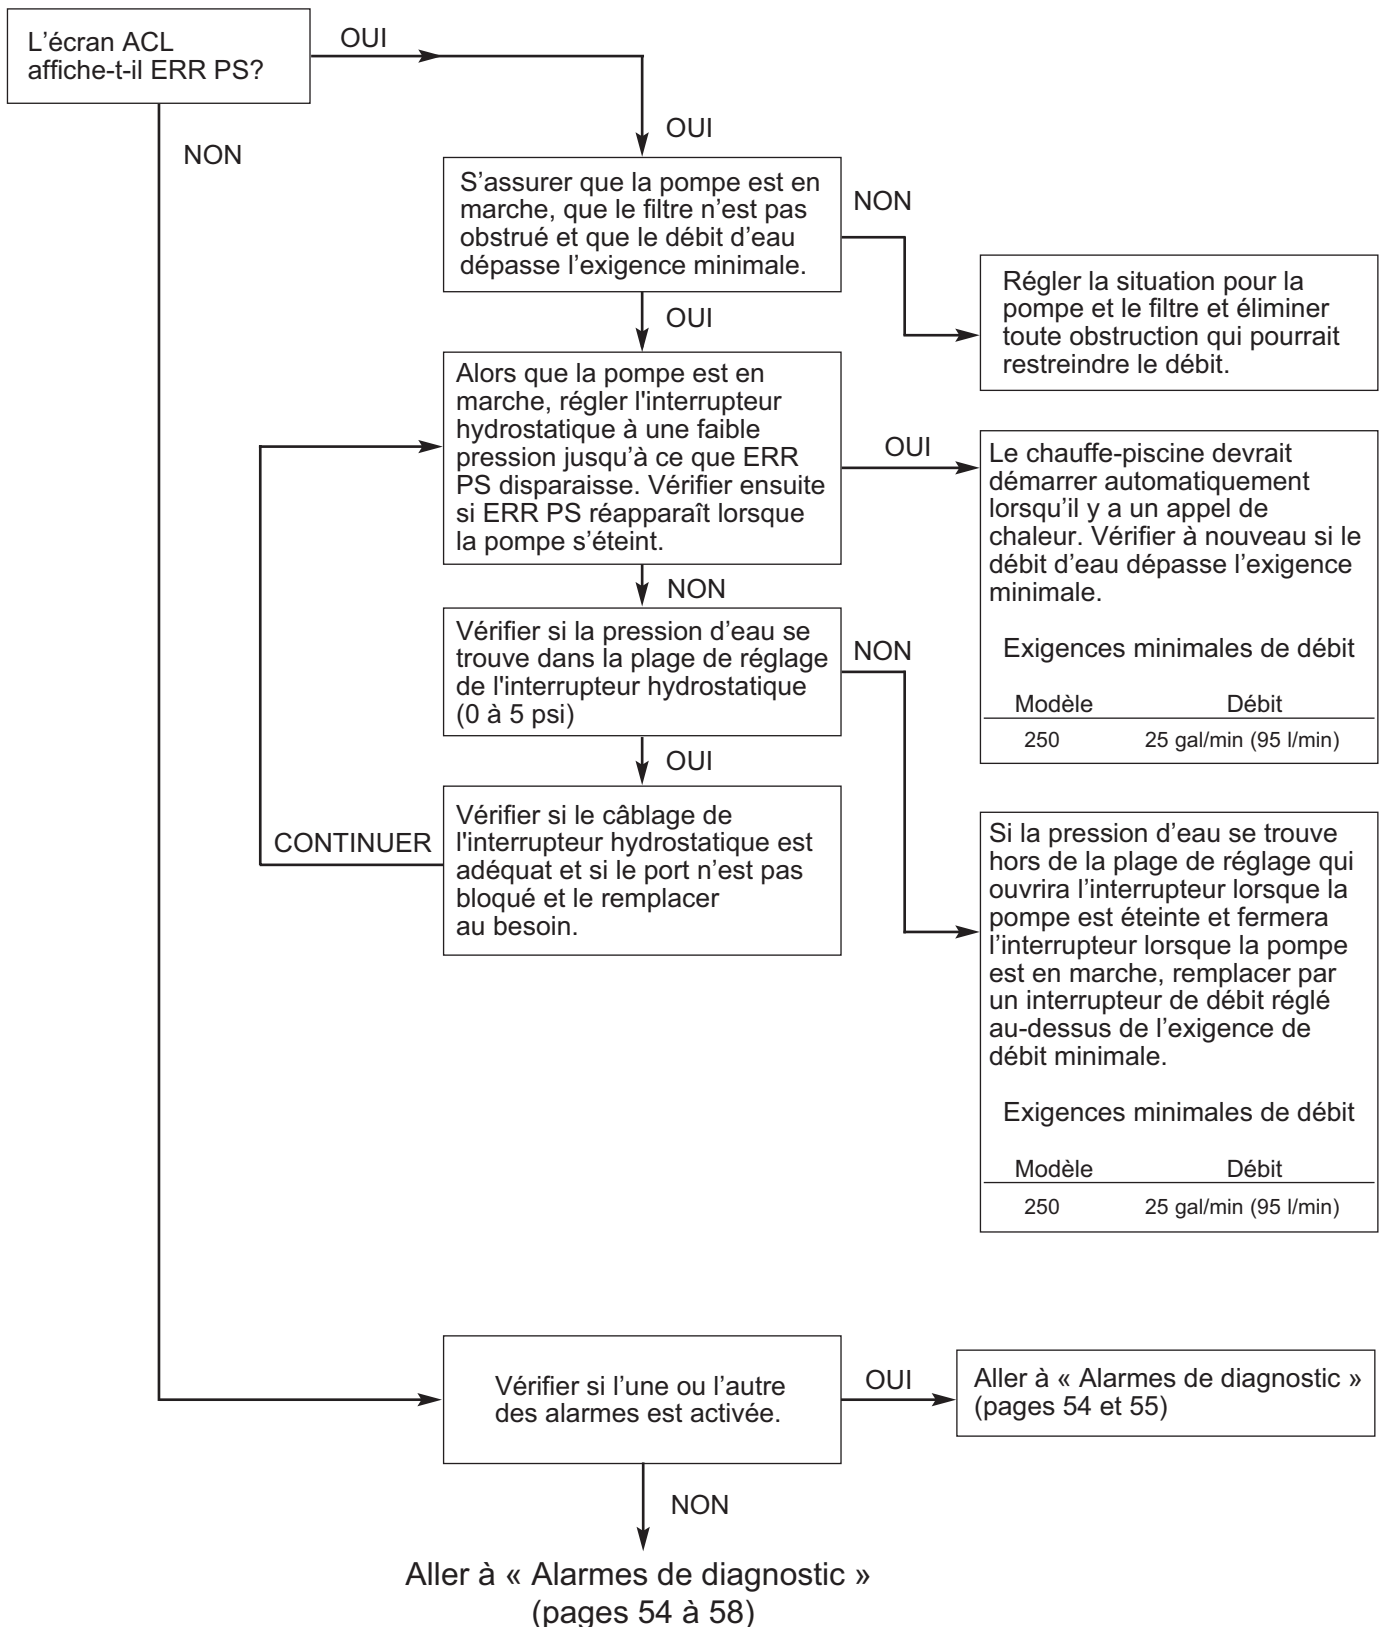 L’écran ACL
affiche-t-il ERR PS?
OUI
NON
OUI
S’assurer que la pompe est en
marche, que le filtre n’est pas
obstrué et que le débit d’eau
dépasse l’exigence minimale.
NON
Régler la situation pour la
pompe et le filtre et éliminer
toute obstruction qui pourrait
restreindre le débit.
OUI
Alors que la pompe est en
marche, régler l'interrupteur
hydrostatique à une faible
pression jusqu’à ce que ERR
PS disparaisse. Vérifier ensuite
si ERR PS réapparaît lorsque
la pompe s’éteint.
OUI
Le chauffe-piscine devrait
démarrer automatiquement
lorsqu’il y a un appel de
chaleur. Vérifier à nouveau si le
débit d’eau dépasse l’exigence
minimale.
Exigences minimales de débit
Modèle Débit
250 25 gal/min (95 l/min)
NON
Vérifier si la pression d’eau se
trouve dans la plage de réglage
de l'interrupteur hydrostatique
(0 à 5 psi)
NON
OUI
Vérifier si le câblage de
l'interrupteur hydrostatique est
adéquat et si le port n’est pas
bloqué et le remplacer
au besoin.
CONTINUER
Si la pression d’eau se trouve
hors de la plage de réglage qui
ouvrira l’interrupteur lorsque la
pompe est éteinte et fermera
l’interrupteur lorsque la pompe
est en marche, remplacer par
un interrupteur de débit réglé
au-dessus de l’exigence de
débit minimale.
Exigences minimales de débit
Modèle Débit
250 25 gal/min (95 l/min)
Vérifier si l’une ou l’autre
des alarmes est activée.
OUI
Aller à « Alarmes de diagnostic »
(pages 54 et 55)
NON
Aller à « Alarmes de diagnostic »
(pages 54 à 58)